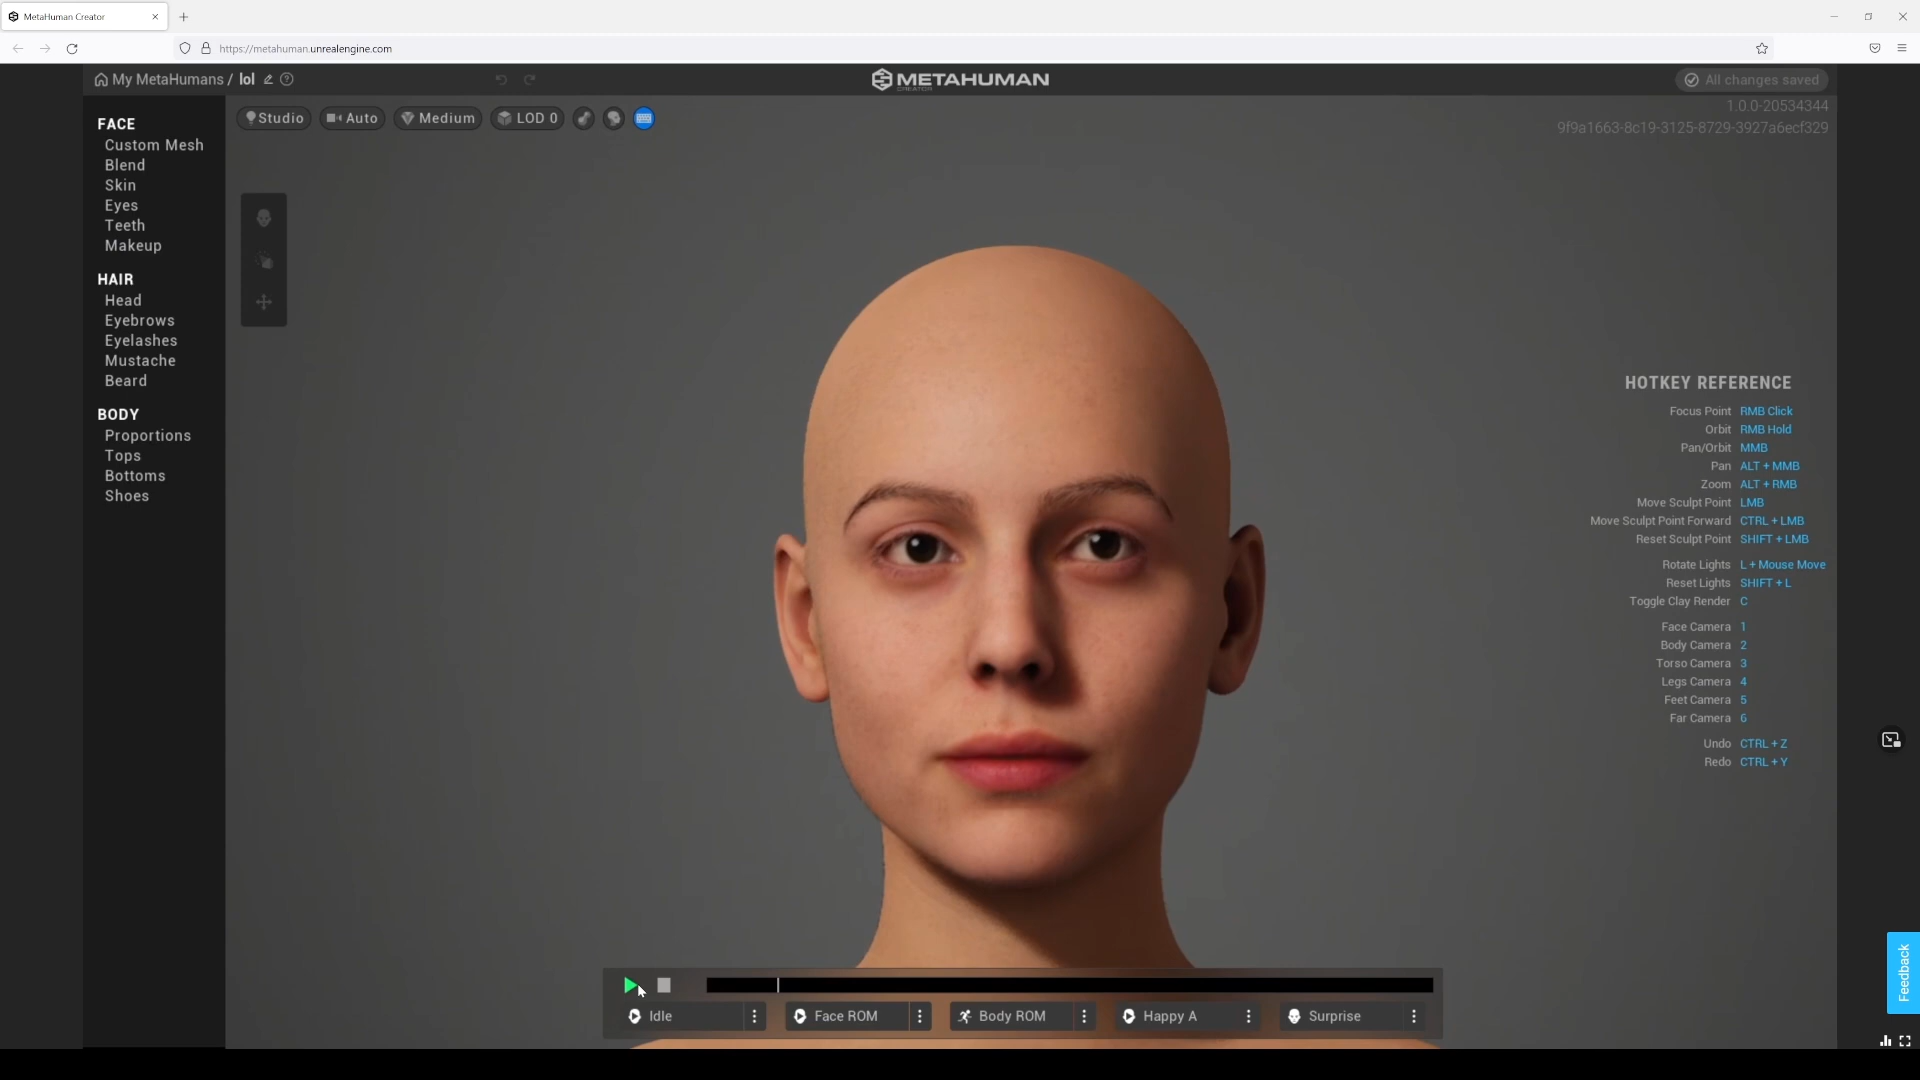 MetaHuman Creator
https://metahuman.unrealengine.com
My MetaHumans / lol
METAHUMAN
CREATOR
All changes saved
1.0.0-20534344
9f9a1663-8c19-3125-8729-3927a6ecf329
Studio
Auto
Medium
LOD 0
FACE
Custom Mesh
Blend
Skin
Eyes
Teeth
Makeup
HAIR
Head
Eyebrows
Eyelashes
Mustache
Beard
BODY
Proportions
Tops
Bottoms
Shoes
HOTKEY REFERENCE
Focus Point RMB Click
Orbit RMB Hold
Pan/Orbit MMB
Pan ALT + MMB
Zoom ALT + RMB
Move Sculpt Point LMB
Move Sculpt Point Forward CTRL + LMB
Reset Sculpt Point SHIFT + LMB
Rotate Lights L + Mouse Move
Reset Lights SHIFT + L
Toggle Clay Render C
Face Camera 1
Body Camera 2
Torso Camera 3
Legs Camera 4
Feet Camera 5
Far Camera 6
Undo CTRL + Z
Redo CTRL + Y
Feedback
Idle
Face ROM
Body ROM
Happy A
Surprise